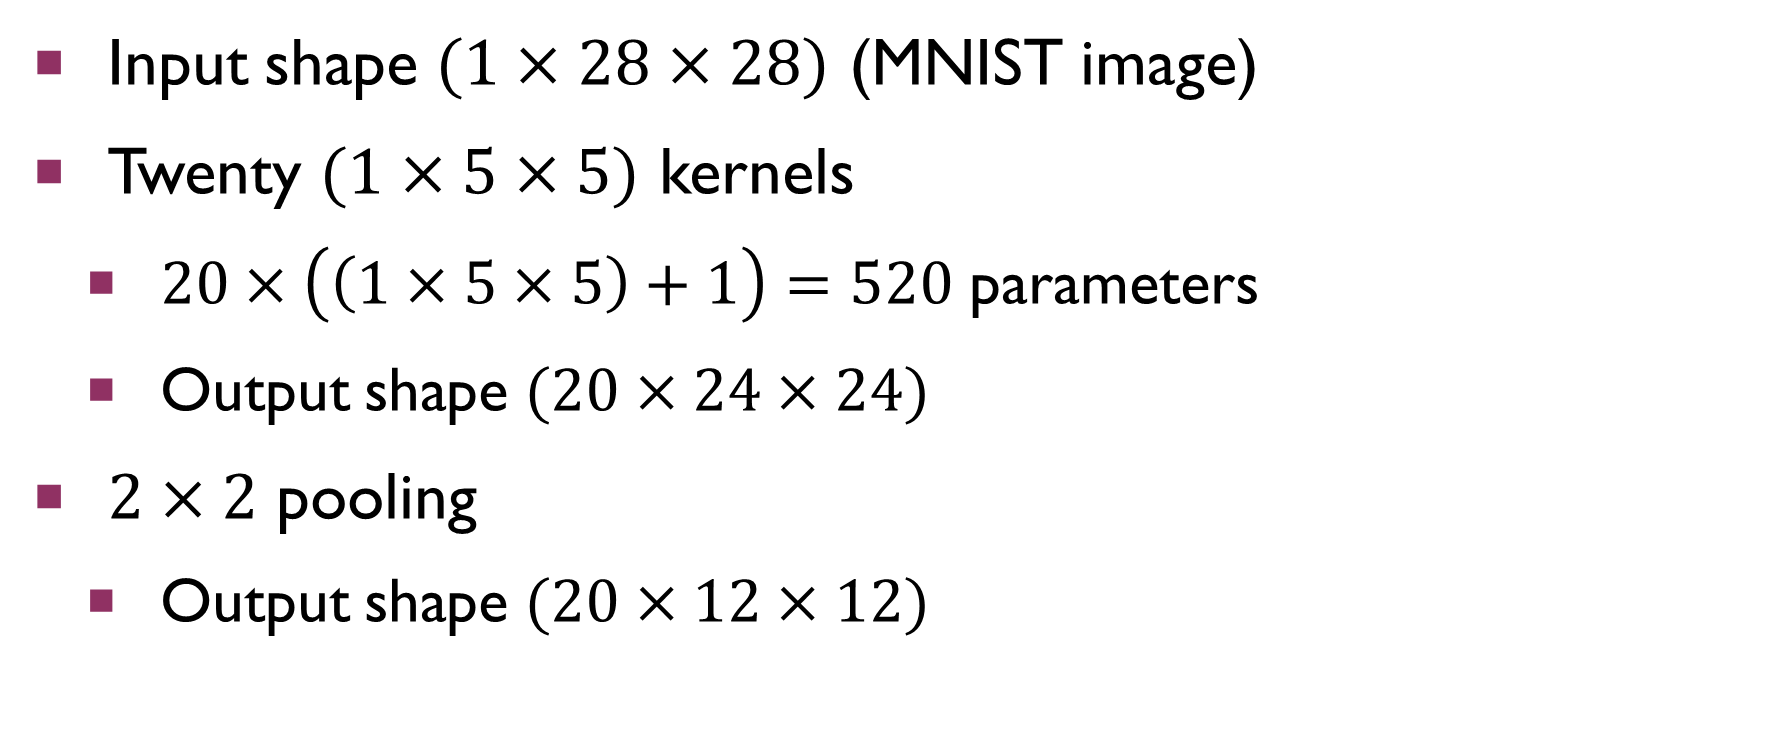 ▪ Input shape (1 × 28 × 28) (MNIST image)
▪ Twenty (1 × 5 × 5) kernels
▪ 20 × ((1 × 5 × 5) + 1) = 520 parameters
▪ Output shape (20 × 24 × 24)
▪ 2 × 2 pooling
▪ Output shape (20 × 12 × 12)